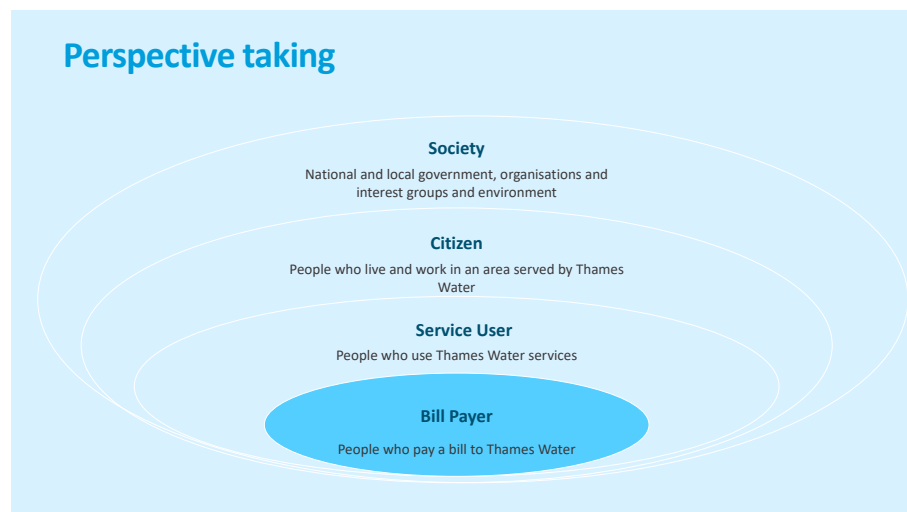 Perspective taking
Society
National and local government, organisations and
interest groups and environment
Citizen
People who live and work in an area served by Thames
Water
Service User
People who use Thames Water services
Bill Payer
People who pay a bill to Thames Water